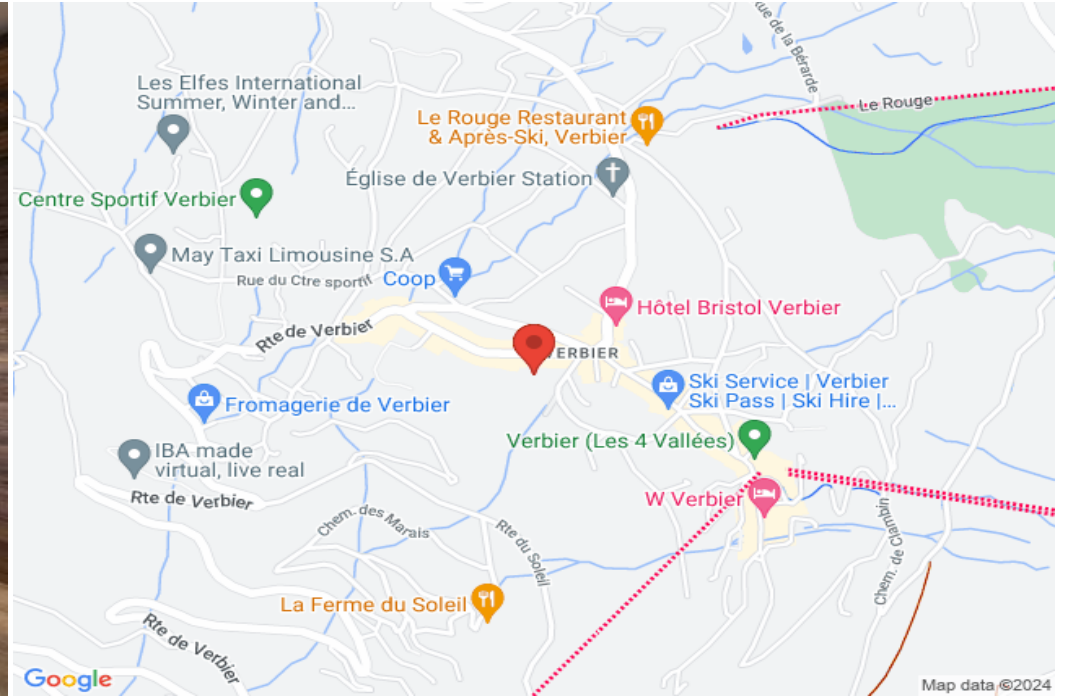 Rue de la Bérarde
Les Elfes International
Summer, Winter and...
Le Rouge
Le Rouge Restaurant
& Après-Ski, Verbier
Église de Verbier Station
Centre Sportif Verbier
May Taxi Limousine S.A
Rue du Ctre sportif
Coop
Hôtel Bristol Verbier
Rte de Verbier
VERBIER
Ski Service | Verbier
Ski Pass | Ski Hire |...
Fromagerie de Verbier
Verbier (Les 4 Vallées)
IBA made
virtual, live real
Rte de Verbier
W Verbier
Chem. des Marais
Rte du Soleil
Chem. de Clambin
La Ferme du Soleil
Rte de Verbier
Google
Map data ©2024